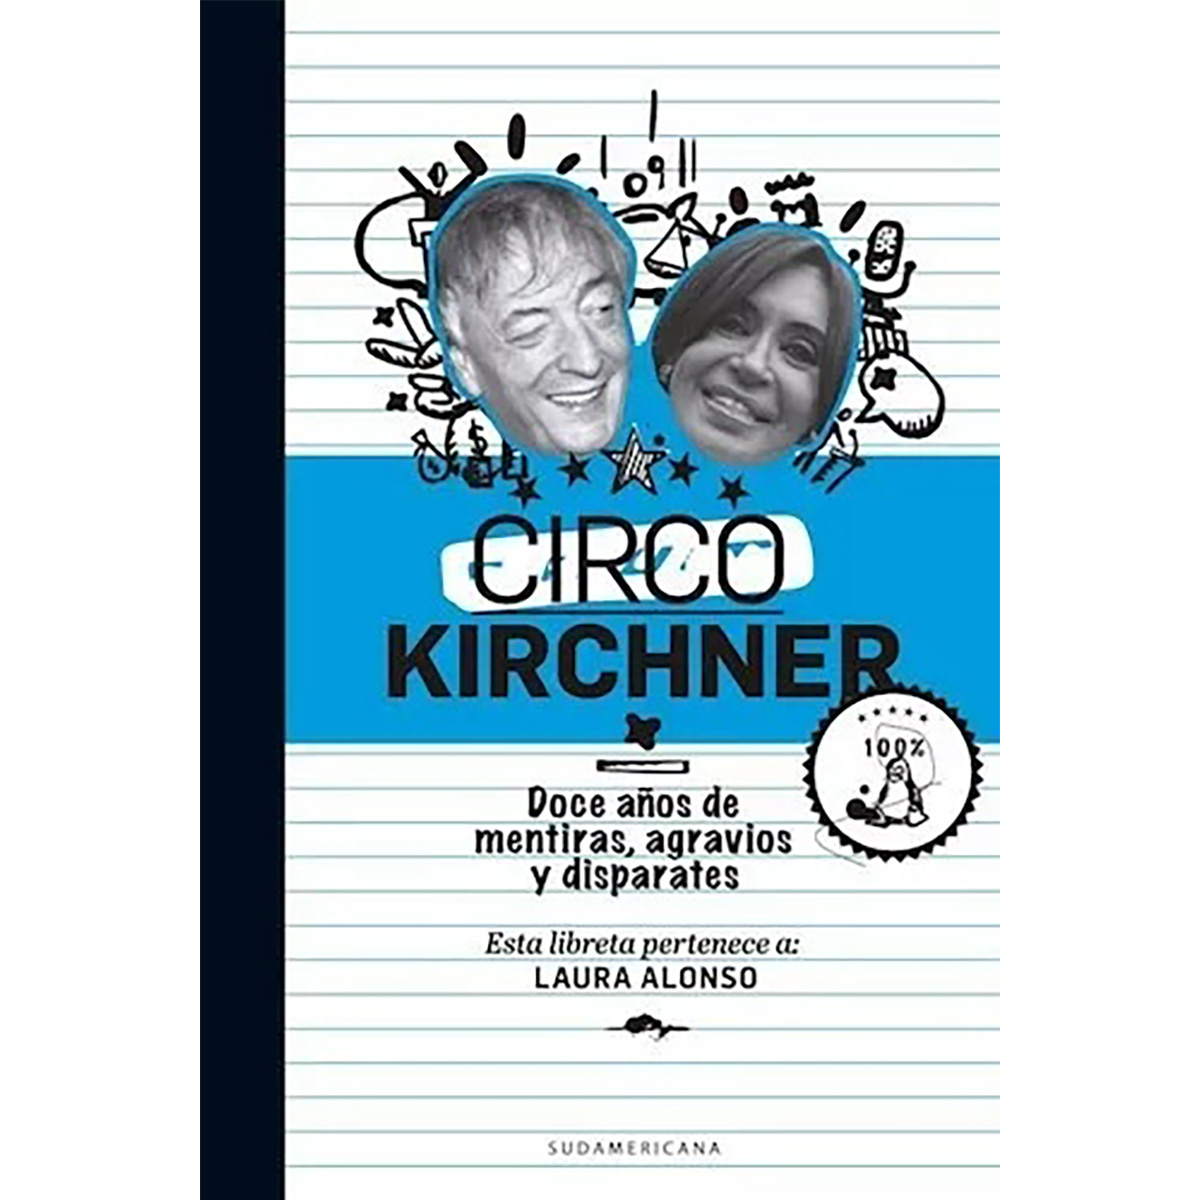 CIRCO
KIRCHNER
100%
Doce años de
mentiras, agravios
y disparates
Esta libreta pertenece a:
LAURA ALONSO
SUDAMERICANA